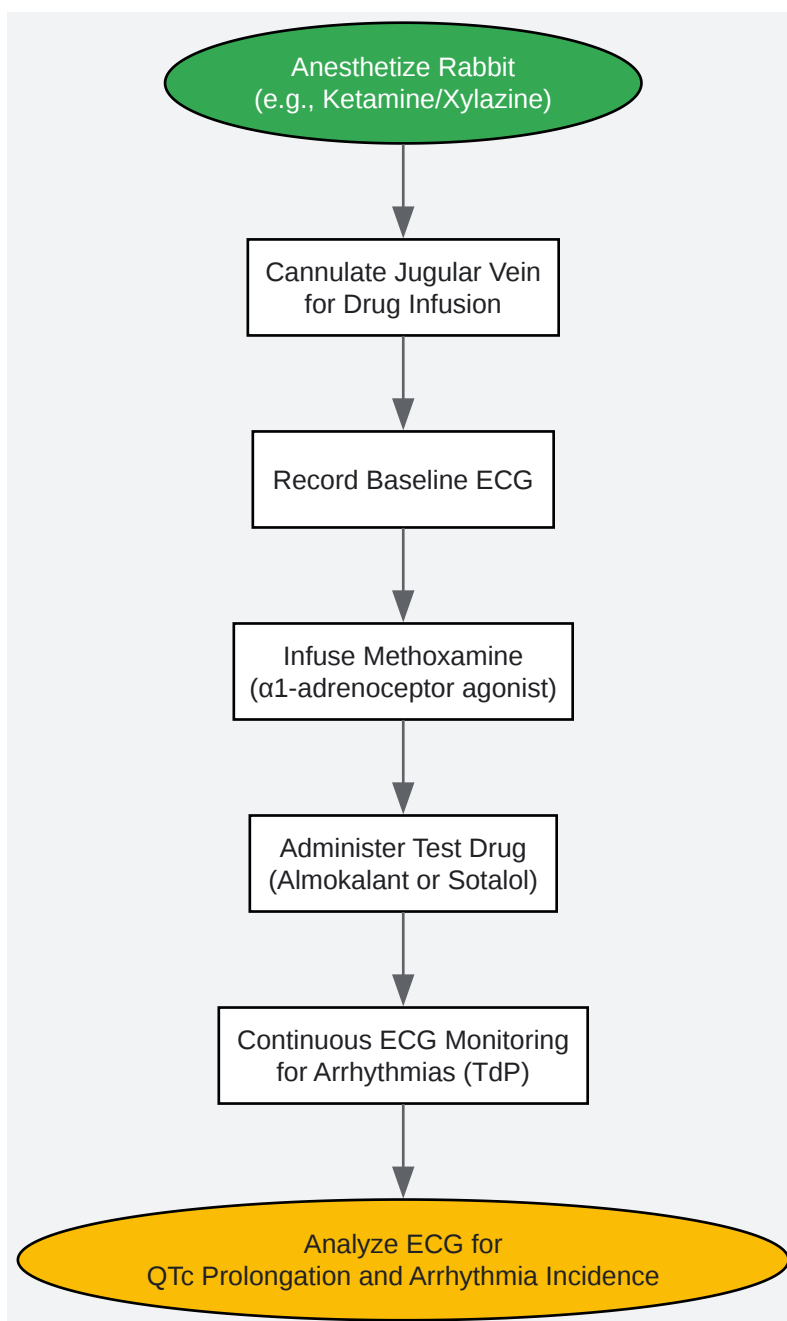 Anesthetize Rabbit
(e.g., Ketamine/Xylazine)
Cannulate Jugular Vein
for Drug Infusion
Record Baseline ECG
Infuse Methoxamine
(α1-adrenoceptor agonist)
Administer Test Drug
(Almokalant or Sotalol)
Continuous ECG Monitoring
for Arrhythmias (TdP)
Analyze ECG for
QTc Prolongation and Arrhythmia Incidence